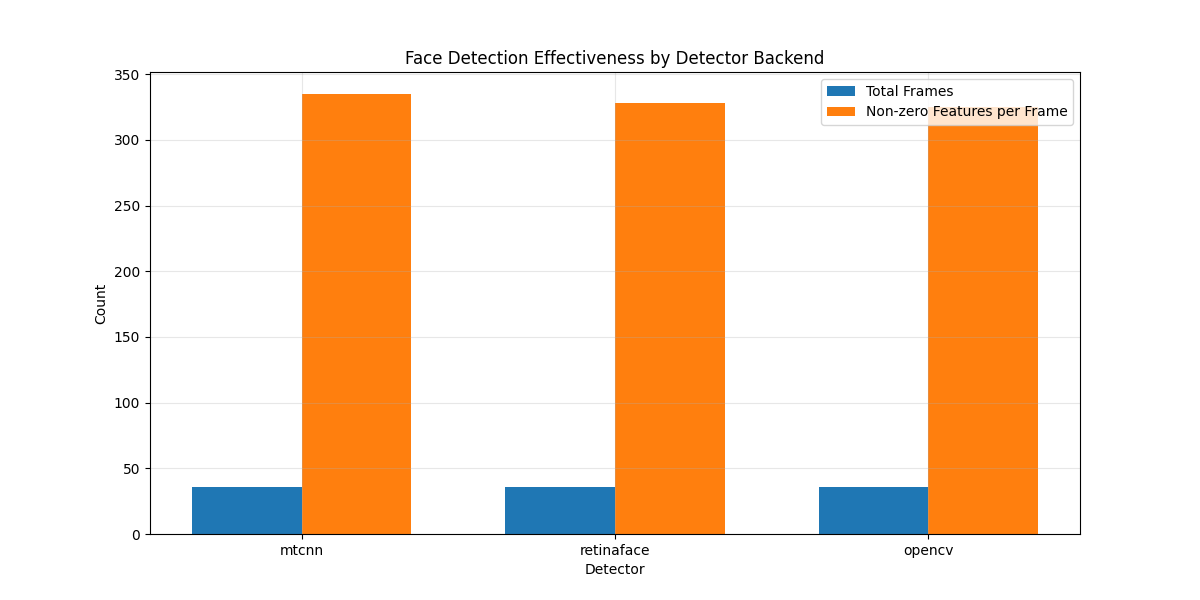 Face Detection Effectiveness by Detector Backend
Total Frames
Non-zero Features per Frame
350
300
250
200
150
100
50
0
Count
mtcnn
retinaface
opencv
Detector